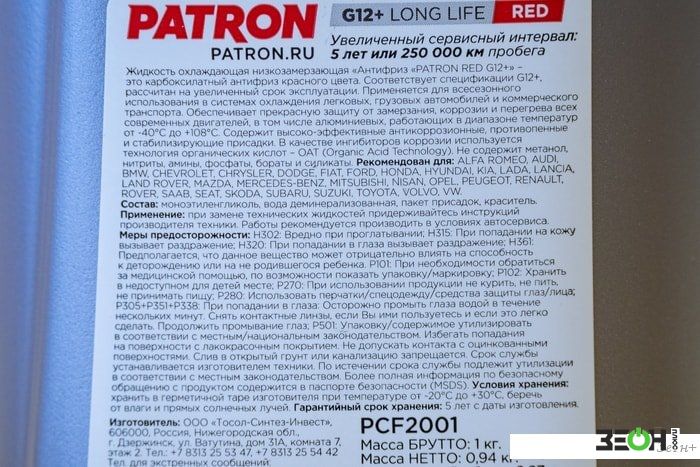 PATRON
G12+ LONG LIFE RED
PATRON.RU
Увеличенный сервисный интервал:
5 лет или 250 000 км пробега
Жидкость охлаждающая низкозамерзающая «Антифриз «PATRON RED G12+» –
это карбоксилатный антифриз красного цвета. Соответствует спецификации G12+,
рассчитан на увеличенный срок эксплуатации. Применяется для всесезонного
использования в системах охлаждения легковых, грузовых автомобилей и коммерческого
транспорта. Обеспечивает прекрасную защиту от замерзания, коррозии и перегрева всех
современных двигателей, в том числе алюминиевых, работающих в диапазоне температур
от -40°С до +108°С. Содержит высоко-эффективные антикоррозионные, противопенные
и стабилизирующие присадки. В качестве ингибиторов коррозии используется
технология органических кислот – OAT (Organic Acid Technology). Не содержит метанол,
нитриты, амины, фосфаты, бораты и силикаты. Рекомендован для: ALFA ROMEO, AUDI,
BMW, CHEVROLET, CHRYSLER, DODGE, FIAT, FORD, HONDA, HYUNDAI, KIA, LADA, LANCIA,
LAND ROVER, MAZDA, MERCEDES-BENZ, MITSUBISHI, NISAN, OPEL, PEUGEOT, RENAULT,
ROVER, SAAB, SEAT, SKODA, SUBARU, SUZUKI, TOYOTA, VOLVO, VW.
Состав: моноэтиленгликоль, вода деминерализованная, пакет присадок, краситель.
Применение: при замене технических жидкостей придерживайтесь инструкций
производителя техники. Работы рекомендуется производить в условиях автосервиса.
Меры предосторожности: H302: Вредно при проглатывании; H315: При попадании на кожу
вызывает раздражение; H320: При попадании в глаза вызывает раздражение; H361:
Предполагается, что данное вещество может отрицательно влиять на способность
к деторождению или на не родившегося ребенка. P101: При необходимости обратиться
за медицинской помощью, по возможности показать упаковку/маркировку; P102: Хранить
в недоступном для детей месте; P270: При использовании продукции не курить, не пить,
не принимать пищу; P280: Использовать перчатки/спецодежду/средства защиты глаз/лица;
P305+P351+P338: При попадании в глаза: Осторожно промыть глаза водой в течение
нескольких минут. Снять контактные линзы, если Вы ими пользуетесь и если это легко
сделать. Продолжить промывание глаз; P501: Упаковку/содержимое утилизировать
в соответствии с местным/национальным законодательством. Избегать попадания
на поверхности с лакокрасочным покрытием. Не допускать контакта с оцинкованными
поверхностями. Слив в открытый грунт или канализацию запрещается. Срок службы
устанавливается изготовителем техники. По истечении срока службы подлежит утилизации
в соответствии с местным законодательством. Более полная информация по безопасному
обращению с продуктом содержится в паспорте безопасности (MSDS). Условия хранения:
хранить в герметичной таре изготовителя при температуре от -20°С до +30°С, беречь
от влаги и прямых солнечных лучей. Гарантийный срок хранения: 5 лет с даты изготовления.
Изготовитель: ООО «Тосол-Синтез-Инвест»,
606000, Россия, Нижегородская обл.,
г. Дзержинск, ул. Ватутина, дом 31А, комната 7,
этаж 2. Тел.: +7 8313 25 53 47, +7 8313 25 54 42
Тел. для экстренных сообщений:
PCF2001
Масса БРУТТО: 1 кг.
Масса НЕТТО: 0,94 кг.
ЗЕОН